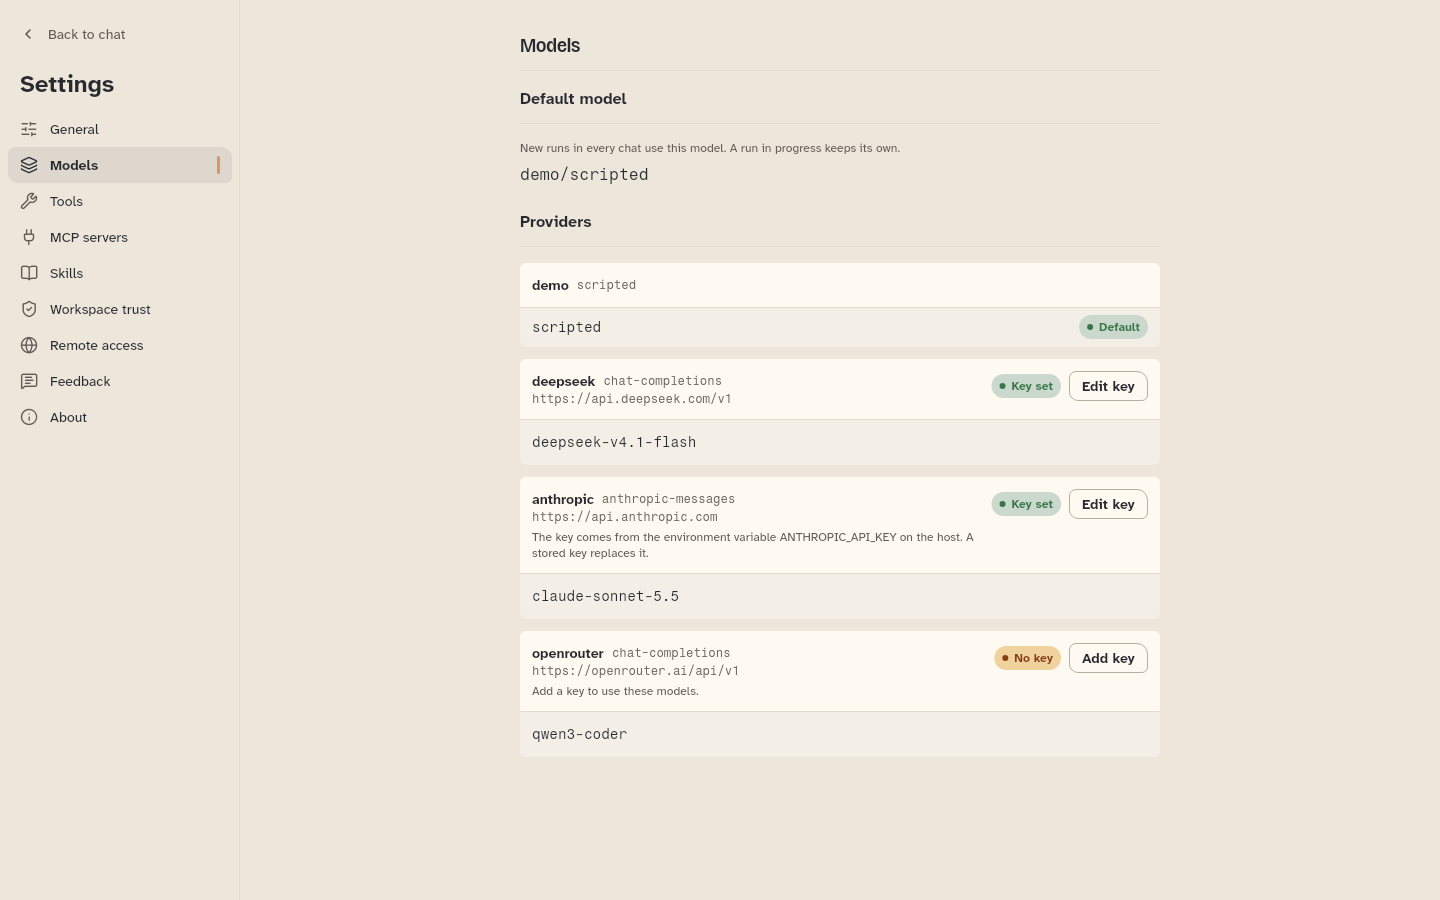 Back to chat
Settings
General
Models
Tools
MCP servers
Skills
Workspace trust
Remote access
Feedback
About
Models
Default model
New runs in every chat use this model. A run in progress keeps its own.
demo/scripted
Providers
demo scripted
scripted
Default
deepseek chat-completions
https://api.deepseek.com/v1
Key set
Edit key
deepseek-v4.1-flash
anthropic anthropic-messages
https://api.anthropic.com
The key comes from the environment variable ANTHROPIC_API_KEY on the host. A
stored key replaces it.
Key set
Edit key
claude-sonnet-5.5
openrouter chat-completions
https://openrouter.ai/api/v1
Add a key to use these models.
No key
Add key
qwen3-coder